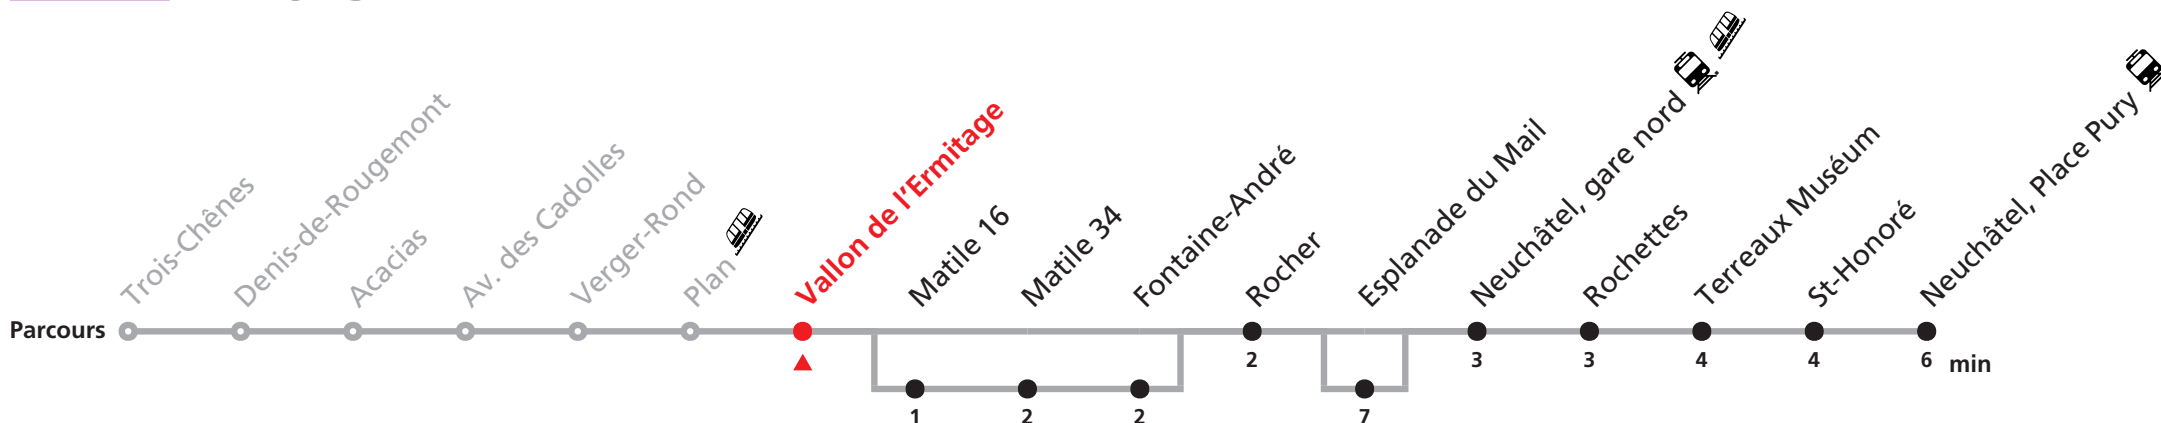 Trois-Chênes
Denis-de-Rougemont
Acacias
Av. des Cadolles
Verger-Rond
Plan
Vallon de l'Ermitage
Matile 16
Matile 34
Fontaine-André
Rocher
Esplanade du Mail
Neuchâtel, gare nord
Rochettes
Terreaux Muséum
St-Honoré
Neuchâtel, Place Pury
Parcours
2 3 3 4 4 6 min
1 2 2 7